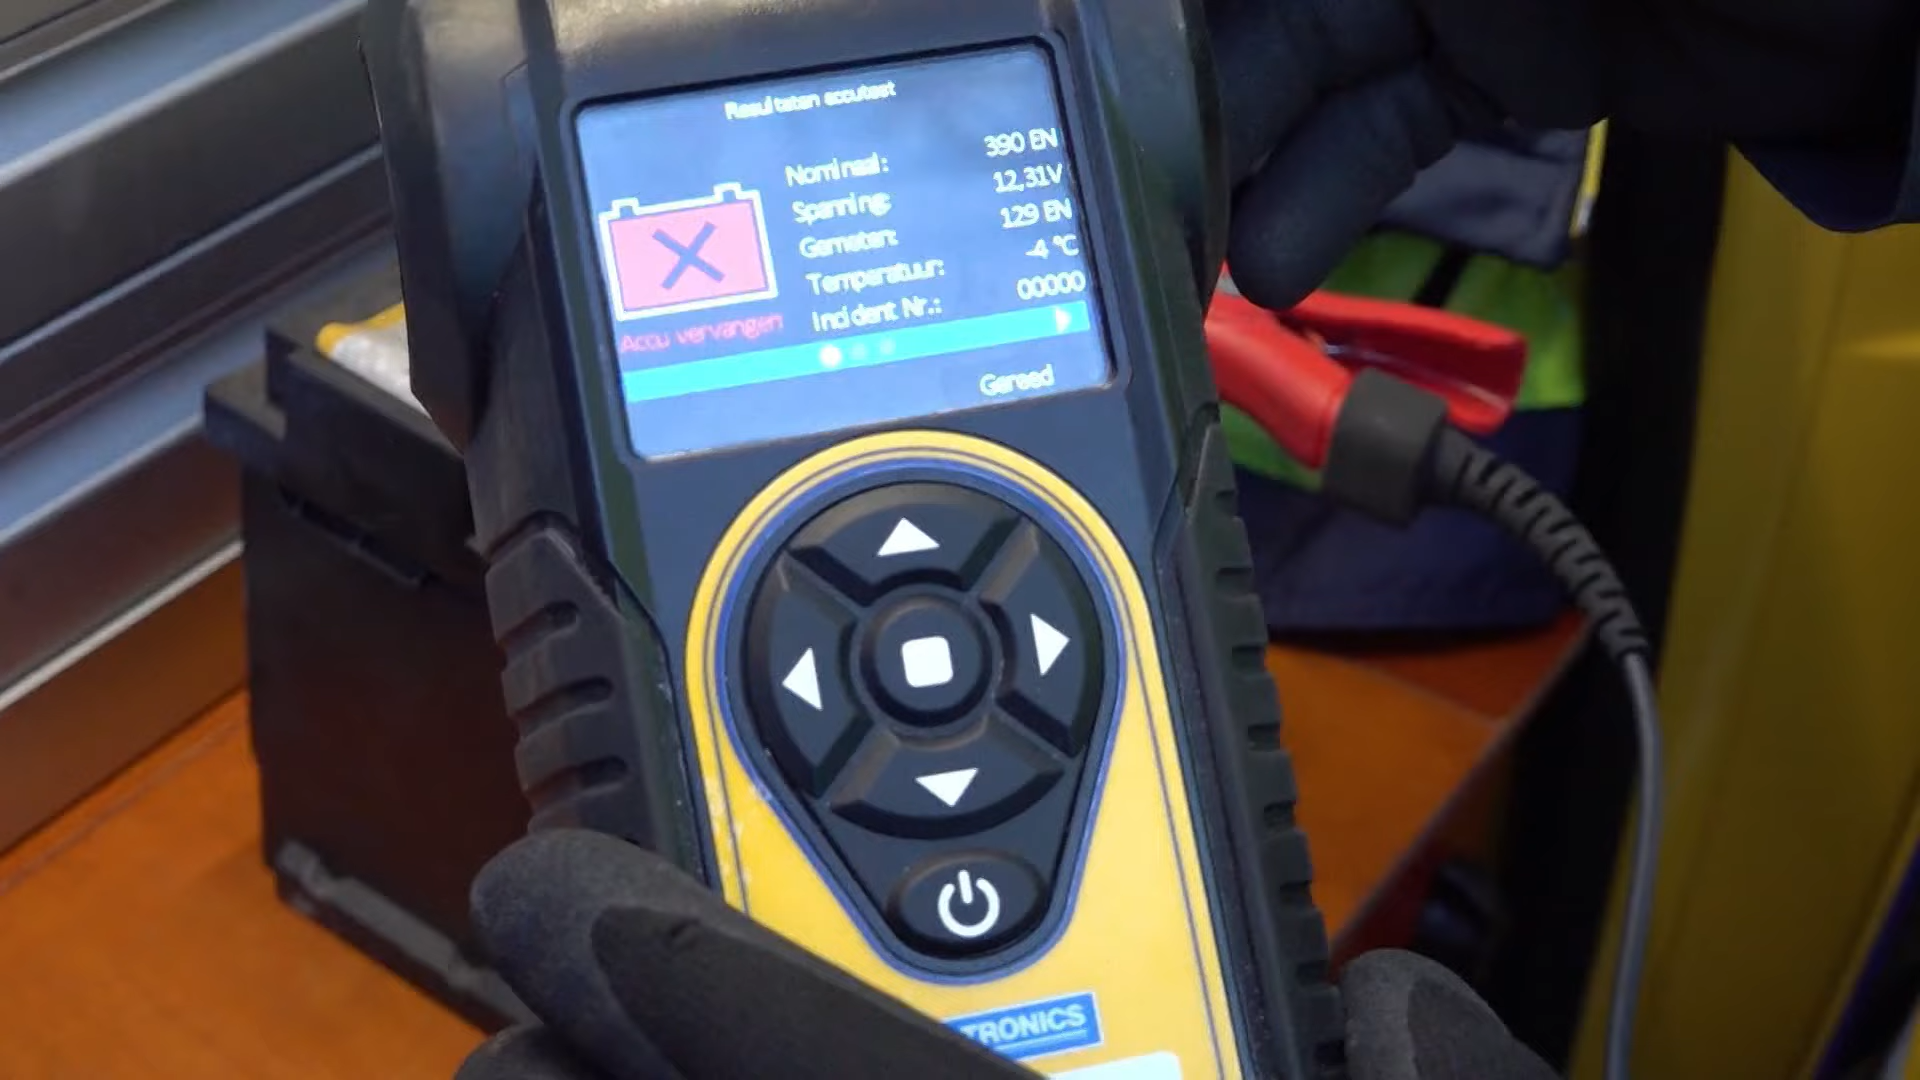 Resultaten accutest
Nominaal: 390 EN
Spanning: 12,31V
Gemeten: 129 EN
Temperatuur: -4 °C
Incident Nr.: 00000
Accu vervangen
Gereed
TRONICS